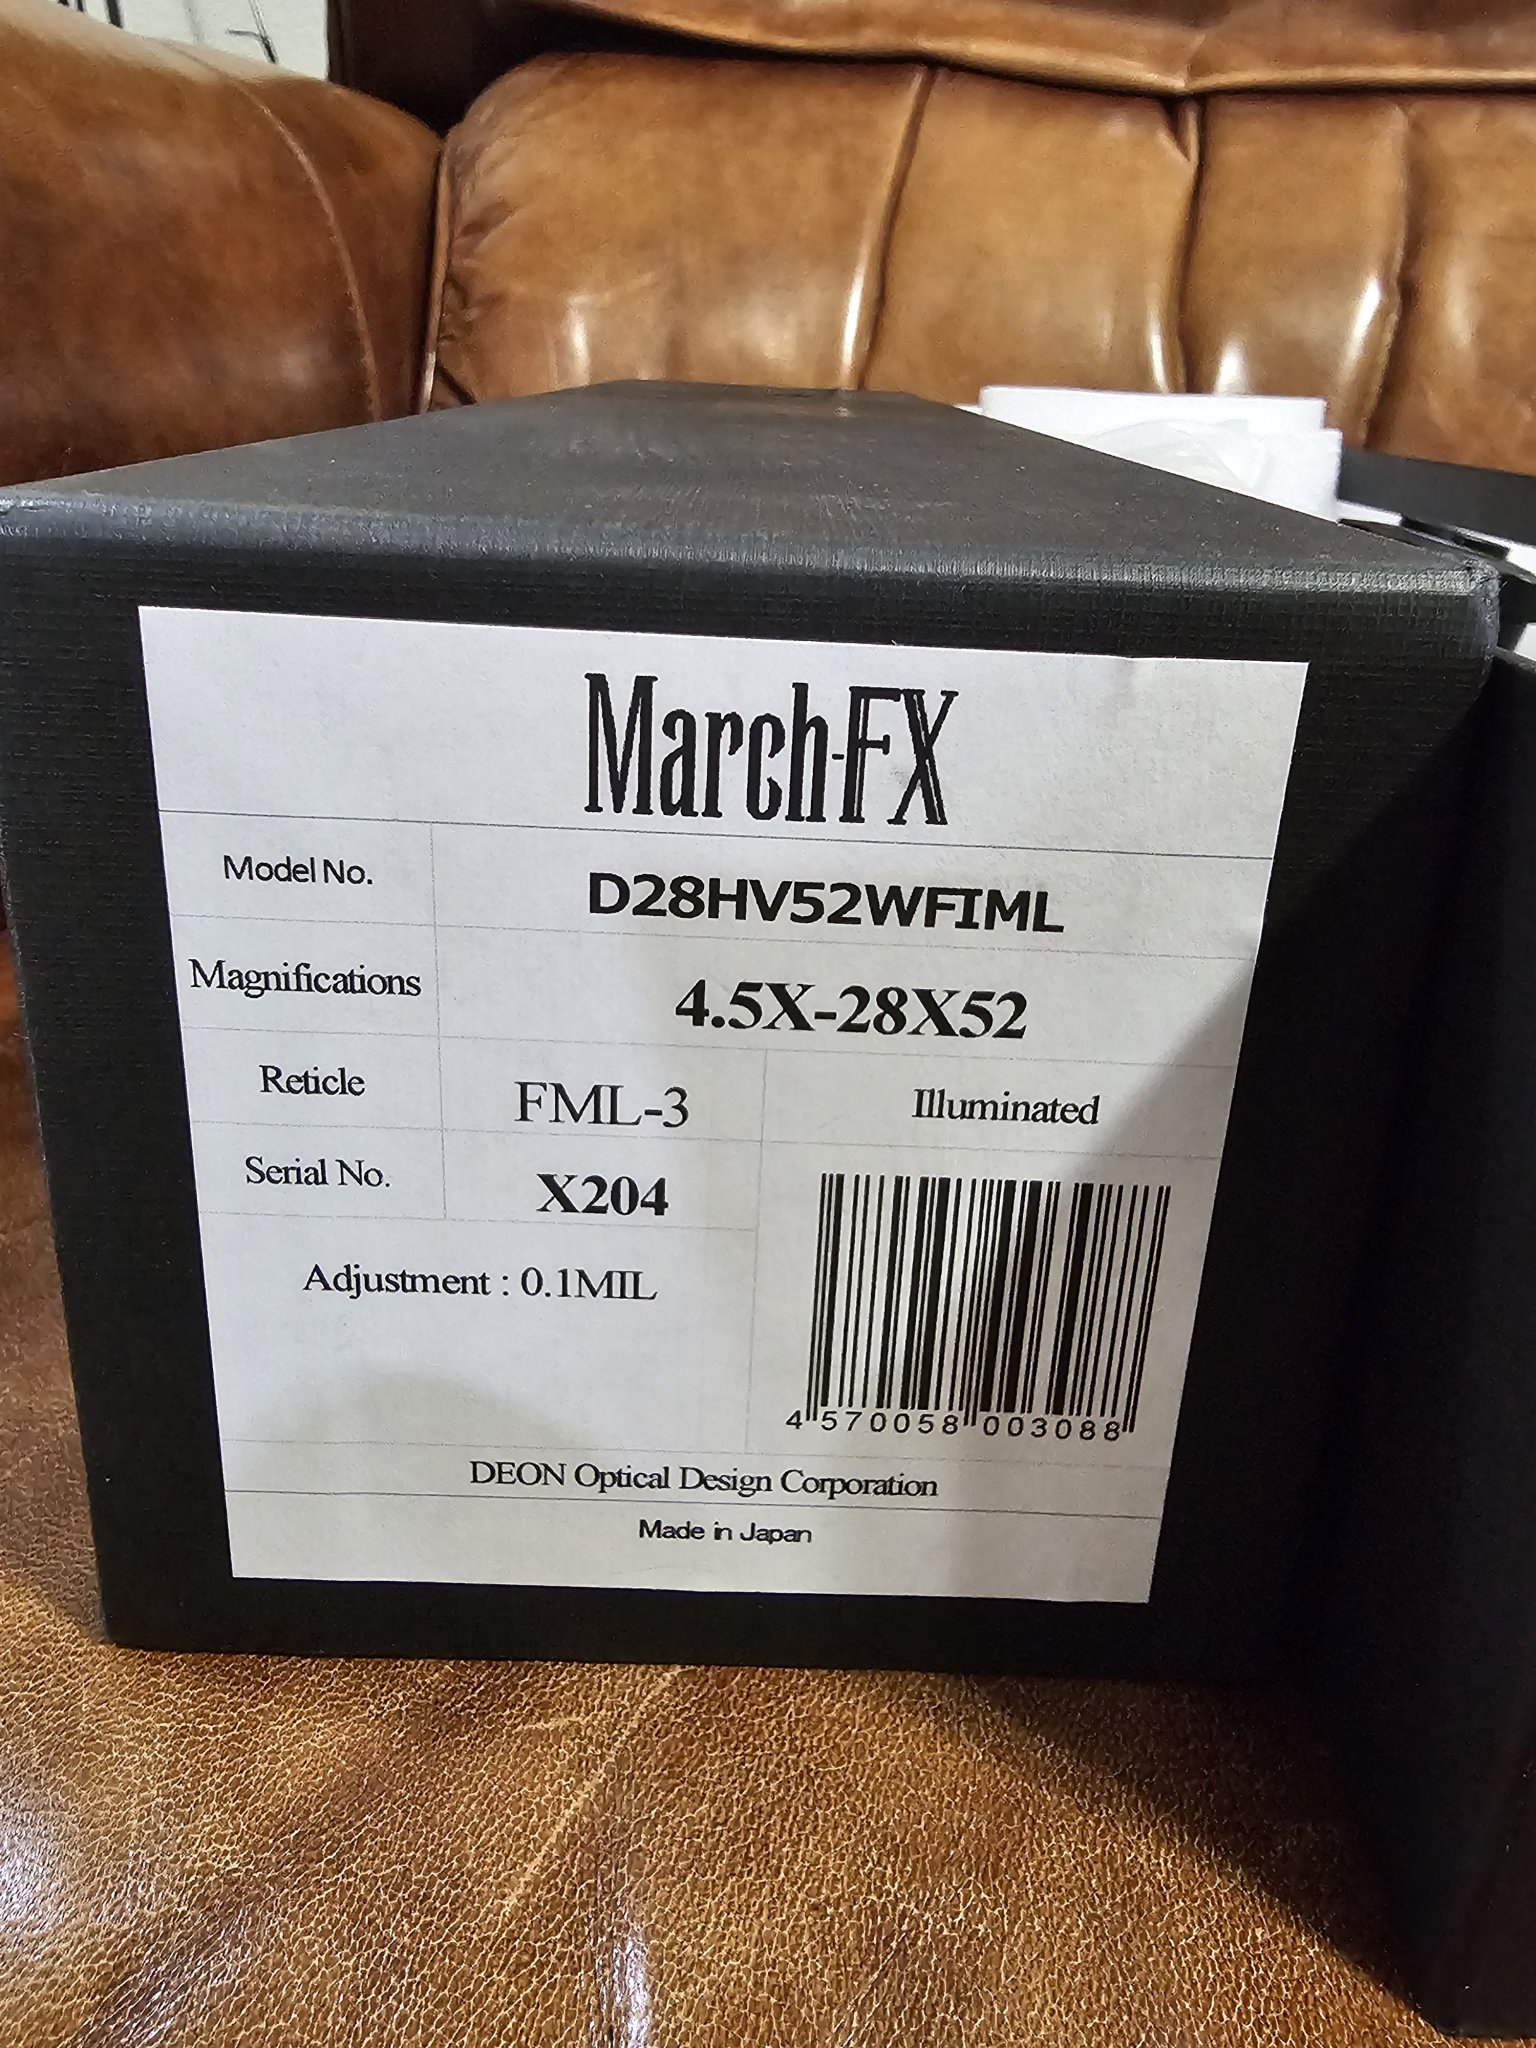 March-FX
Model No. D28HV52WFIML
Magnifications 4.5X-28X52
Reticle FML-3 Illuminated
Serial No. X204
Adjustment : 0.1MIL
4 570058 003088
DEON Optical Design Corporation
Made in Japan